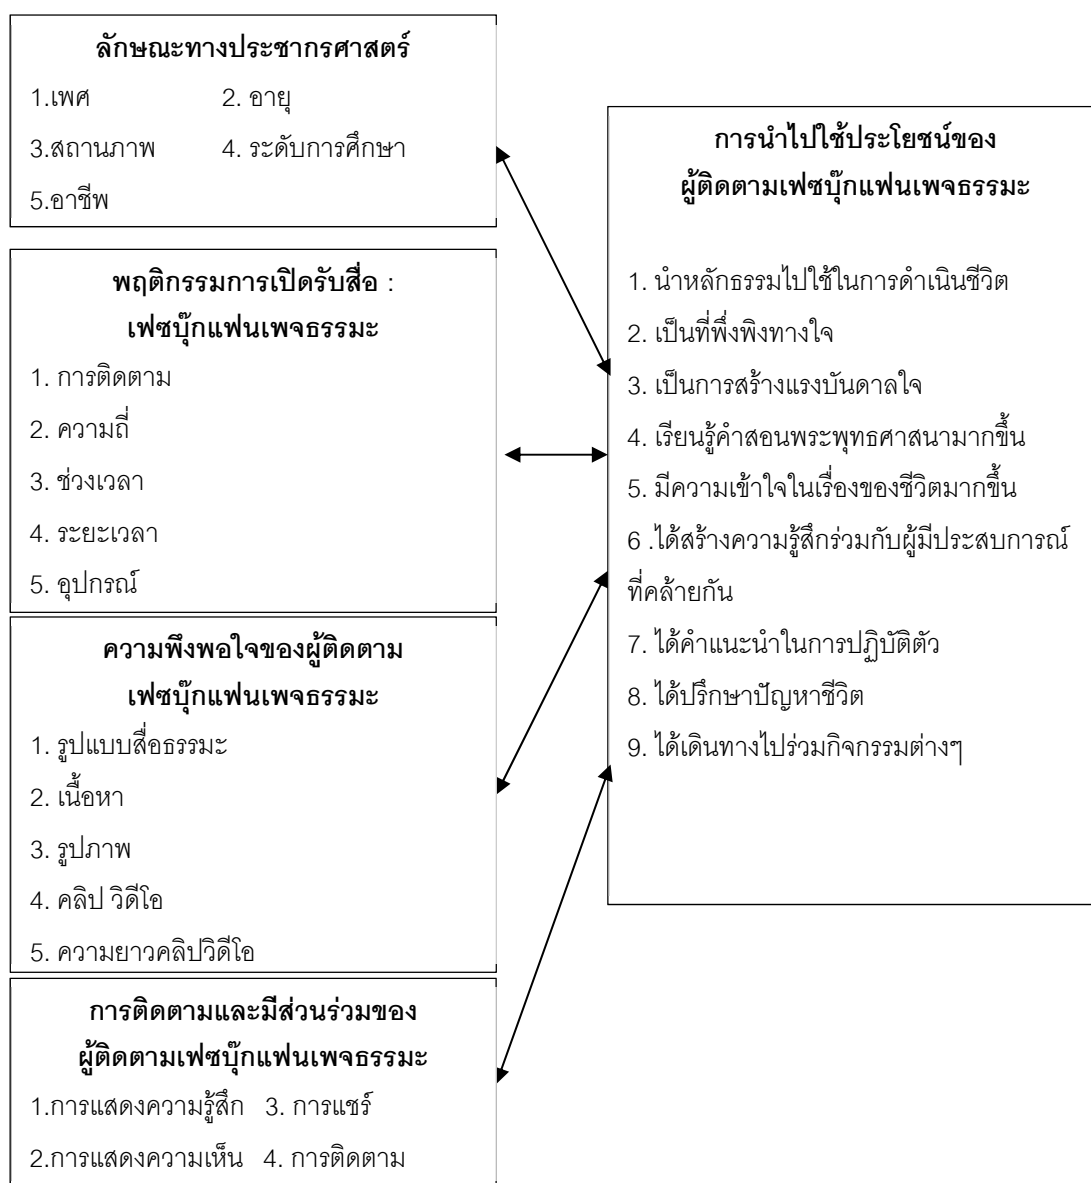 ลักษณะทางประชากรศาสตร์
1.เพศ 2. อายุ
3.สถานภาพ 4. ระดับการศึกษา
5.อาชีพ
พฤติกรรมการเปิดรับสื่อ :
เฟซบุ๊กแฟนเพจธรรมะ
1. การติดตาม
2. ความถี่
3. ช่วงเวลา
4. ระยะเวลา
5. อุปกรณ์
ความพึงพอใจของผู้ติดตาม
เฟซบุ๊กแฟนเพจธรรมะ
1. รูปแบบสื่อธรรมะ
2. เนื้อหา
3. รูปภาพ
4. คลิป วิดีโอ
5. ความยาวคลิปวิดีโอ
การติดตามและมีส่วนร่วมของ
ผู้ติดตามเฟซบุ๊กแฟนเพจธรรมะ
1.การแสดงความรู้สึก 3. การแชร์
2.การแสดงความเห็น 4. การติดตาม
การนำไปใช้ประโยชน์ของ
ผู้ติดตามเฟซบุ๊กแฟนเพจธรรมะ
1. นำหลักธรรมไปใช้ในการดำเนินชีวิต
2. เป็นที่พึ่งพิงทางใจ
3. เป็นการสร้างแรงบันดาลใจ
4. เรียนรู้คำสอนพระพุทธศาสนามากขึ้น
5. มีความเข้าใจในเรื่องของชีวิตมากขึ้น
6 .ได้สร้างความรู้สึกร่วมกับผู้มีประสบการณ์
ที่คล้ายกัน
7. ได้คำแนะนำในการปฏิบัติตัว
8. ได้ปรึกษาปัญหาชีวิต
9. ได้เดินทางไปร่วมกิจกรรมต่างๆ